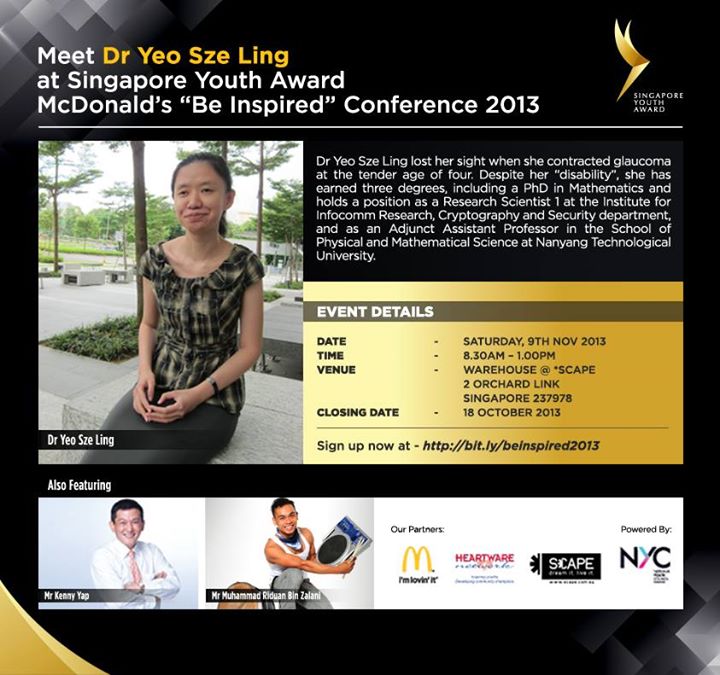 Meet Dr Yeo Sze Ling
at Singapore Youth Award
McDonald's "Be Inspired" Conference 2013
SINGAPORE
YOUTH
AWARD
Dr Yeo Sze Ling lost her sight when she contracted glaucoma
at the tender age of four. Despite her "disability", she has
earned three degrees, including a PhD in Mathematics and
holds a position as a Research Scientist 1 at the Institute for
Infocomm Research, Cryptography and Security department,
and as an Adjunct Assistant Professor in the School of
Physical and Mathematical Science at Nanyang Technological
University.
EVENT DETAILS
DATE - SATURDAY, 9TH NOV 2013
TIME - 8.30AM – 1.00PM
VENUE - WAREHOUSE @ *SCAPE
2 ORCHARD LINK
SINGAPORE 237978
CLOSING DATE - 18 OCTOBER 2013
Sign up now at - http://bit.ly/beinspired2013
Dr Yeo Sze Ling
Also Featuring
Mr Kenny Yap
Mr Muhammad Riduan Bin Zalani
Our Partners:
Powered By:
i'm lovin' it
HEARTWARE
network
*SCAPE
dream it. live it.
NYC